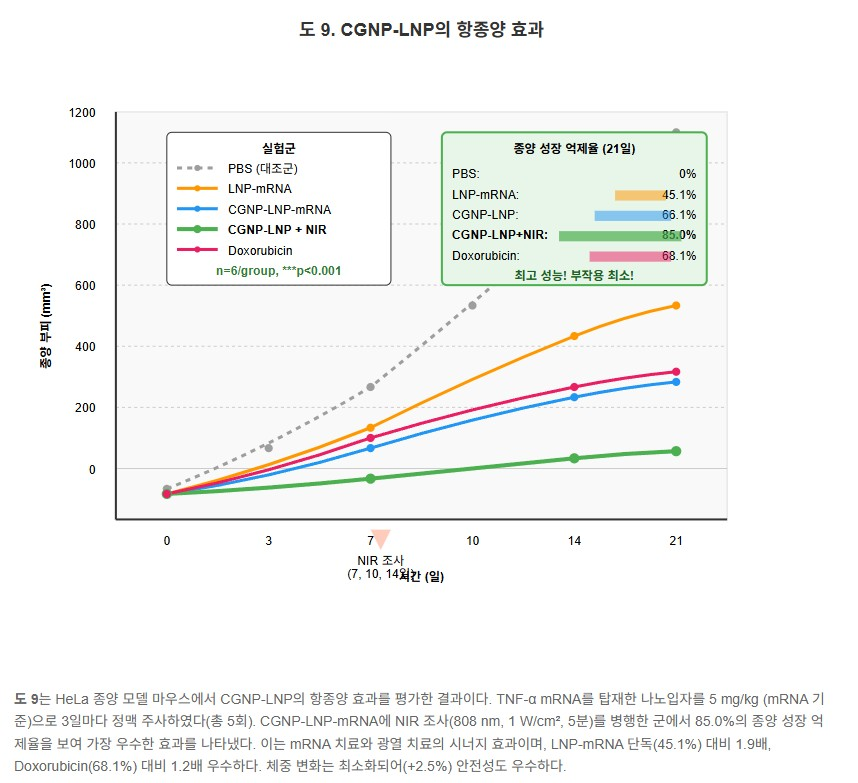 도 9. CGNP-LNP의 항종양 효과
1200
1000
800
600
400
200
0
종양 부피 (mm³)
실험군
PBS (대조군)
LNP-mRNA
CGNP-LNP-mRNA
CGNP-LNP + NIR
Doxorubicin
n=6/group, ***p<0.001
종양 성장 억제율 (21일)
PBS: 0%
LNP-mRNA: 45.1%
CGNP-LNP: 66.1%
CGNP-LNP+NIR: 85.0%
Doxorubicin: 68.1%
최고 성능! 부작용 최소!
0 3 7 10 14 21
NIR 조사
(7, 10, 14일)
시간 (일)
도 9는 HeLa 종양 모델 마우스에서 CGNP-LNP의 항종양 효과를 평가한 결과이다. TNF-α mRNA를 탑재한 나노입자를 5 mg/kg (mRNA 기
준)으로 3일마다 정맥 주사하였다(총 5회). CGNP-LNP-mRNA에 NIR 조사(808 nm, 1 W/cm², 5분)를 병행한 군에서 85.0%의 종양 성장 억
제율을 보여 가장 우수한 효과를 나타냈다. 이는 mRNA 치료와 광열 치료의 시너지 효과이며, LNP-mRNA 단독(45.1%) 대비 1.9배,
Doxorubicin(68.1%) 대비 1.2배 우수하다. 체중 변화는 최소화되어(+2.5%) 안전성도 우수하다.